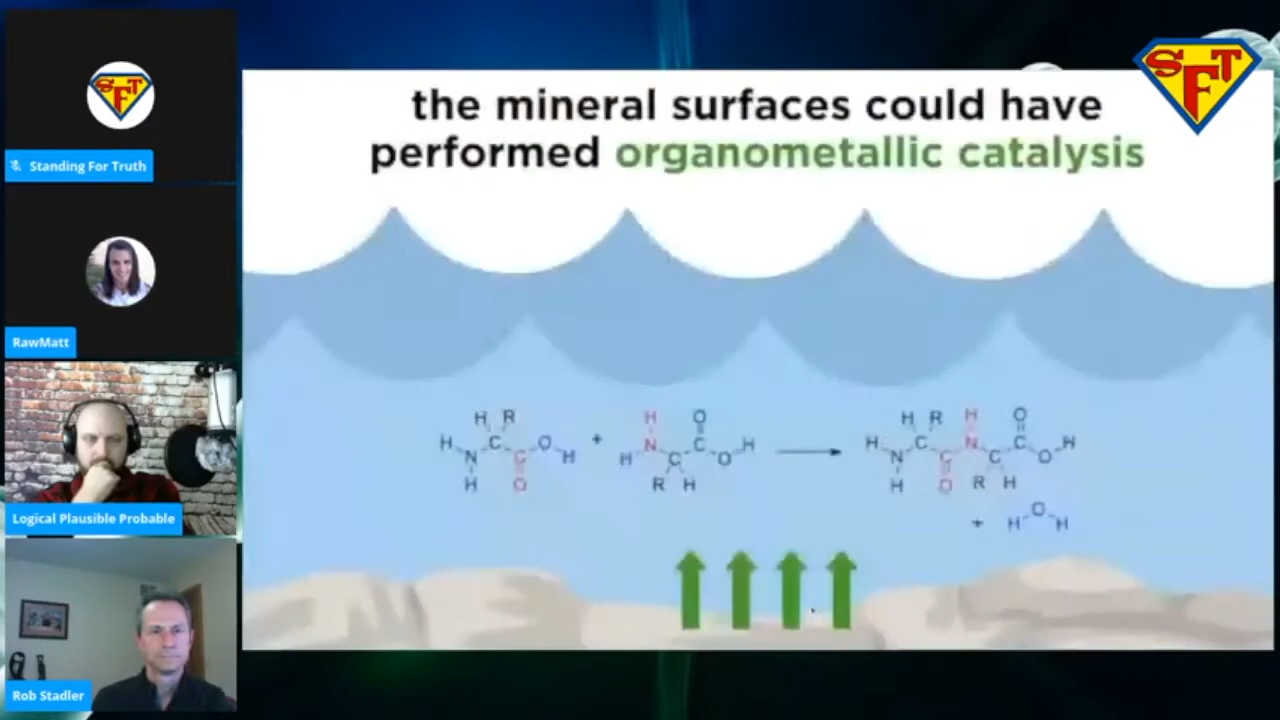 SFT
Standing For Truth
RawMatt
Logical Plausible Probable
Rob Stadler
SFT
the mineral surfaces could have
performed organometallic catalysis
H R
H N C C O H
H O
+
H
H N C C O H
R H O
H R H O
H N C C N C C O H
H O R H
+ H O H